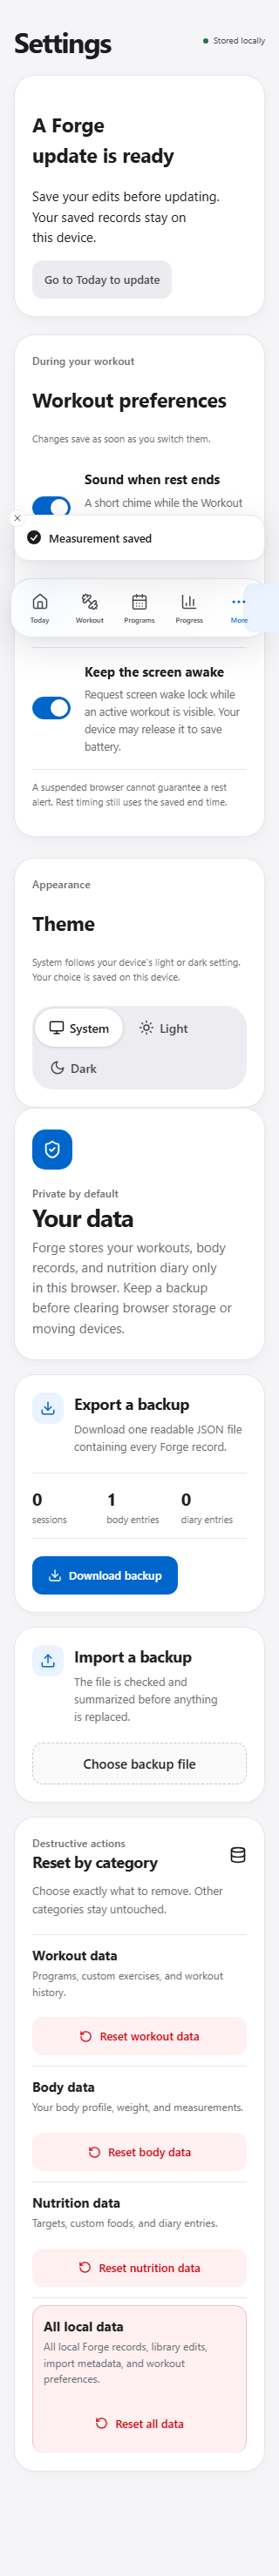 Settings
Stored locally
A Forge
update is ready
Save your edits before updating.
Your saved records stay on
this device.
Go to Today to update
During your workout
Workout preferences
Changes save as soon as you switch them.
Sound when rest ends
A short chime while the Workout
Measurement saved
Today
Workout
Programs
Progress
More
Keep the screen awake
Request screen wake lock while
an active workout is visible. Your
device may release it to save
battery.
A suspended browser cannot guarantee a rest
alert. Rest timing still uses the saved end time.
Appearance
Theme
System follows your device's light or dark setting.
Your choice is saved on this device.
System
Light
Dark
Private by default
Your data
Forge stores your workouts, body
records, and nutrition diary only
in this browser. Keep a backup
before clearing browser storage or
moving devices.
Export a backup
Download one readable JSON file
containing every Forge record.
0
1
0
sessions
body entries
diary entries
Download backup
Import a backup
The file is checked and
summarized before anything
is replaced.
Choose backup file
Destructive actions
Reset by category
Choose exactly what to remove. Other
categories stay untouched.
Workout data
Programs, custom exercises, and workout
history.
Reset workout data
Body data
Your body profile, weight, and measurements.
Reset body data
Nutrition data
Targets, custom foods, and diary entries.
Reset nutrition data
All local data
All local Forge records, library edits,
import metadata, and workout
preferences.
Reset all data